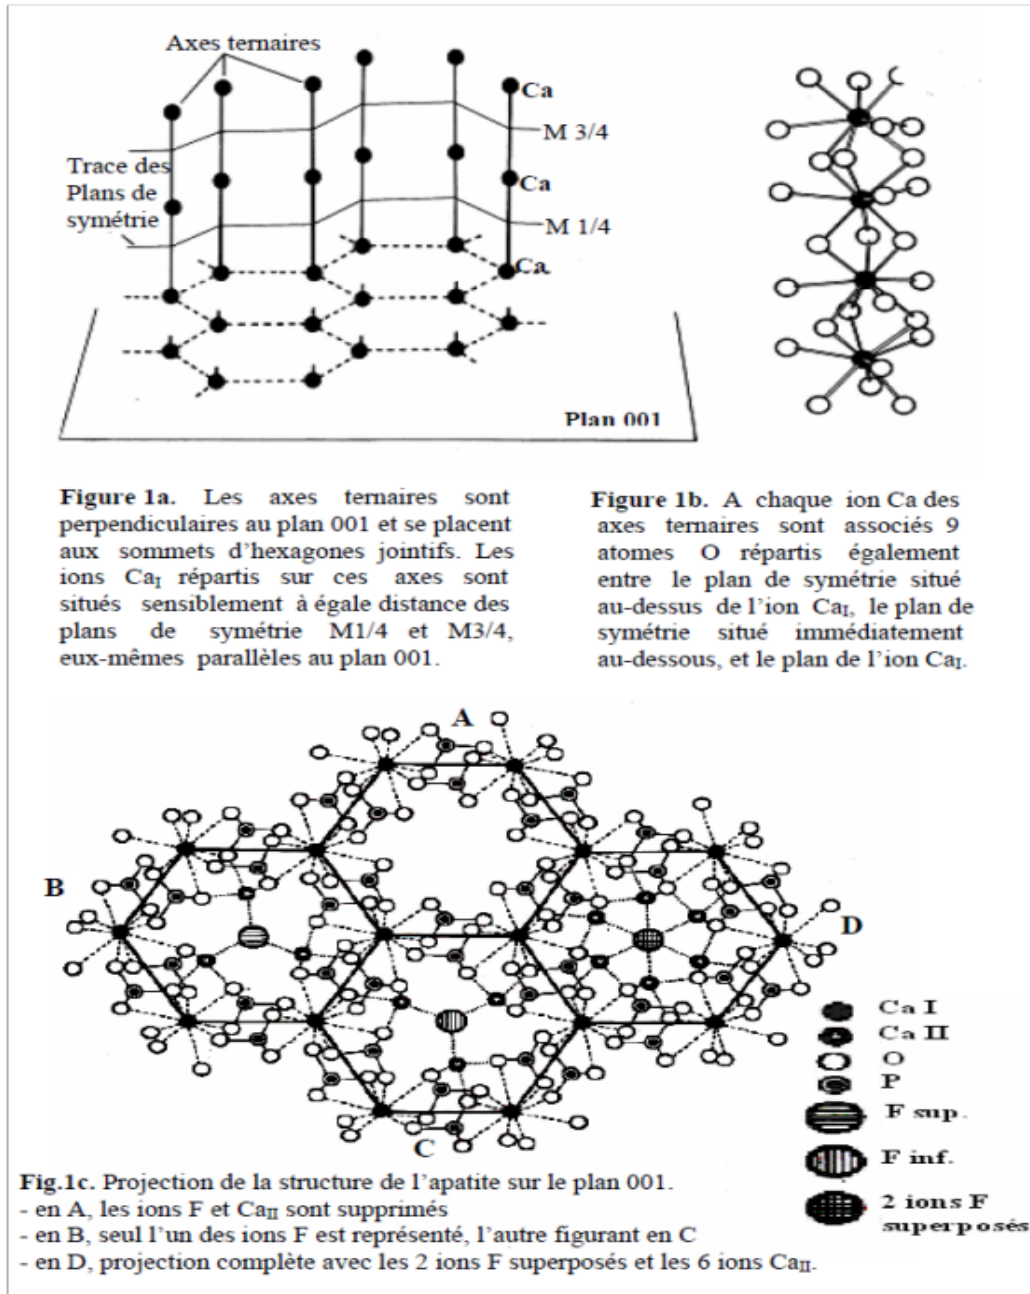 Axes ternaires
Ca
M 3/4
Trace des
Plans de
symétrie
Ca
M 1/4
Ca
Plan 001
Figure 1a. Les axes ternaires sont
perpendiculaires au plan 001 et se placent
aux sommets d'hexagones jointifs. Les
ions CaI répartis sur ces axes sont
situés sensiblement à égale distance des
plans de symétrie M1/4 et M3/4,
eux-mêmes parallèles au plan 001.
Figure 1b. A chaque ion Ca des
axes ternaires sont associés 9
atomes O répartis également
entre le plan de symétrie situé
au-dessus de l'ion CaI, le plan de
symétrie situé immédiatement
au-dessous, et le plan de l'ion CaI.
A
B
D
C
Ca I
Ca II
O
P
F sup.
F inf.
2 ions F
superposés
Fig.1c. Projection de la structure de l'apatite sur le plan 001.
- en A, les ions F et CaII sont supprimés
- en B, seul l'un des ions F est représenté, l'autre figurant en C
- en D, projection complète avec les 2 ions F superposés et les 6 ions CaII.